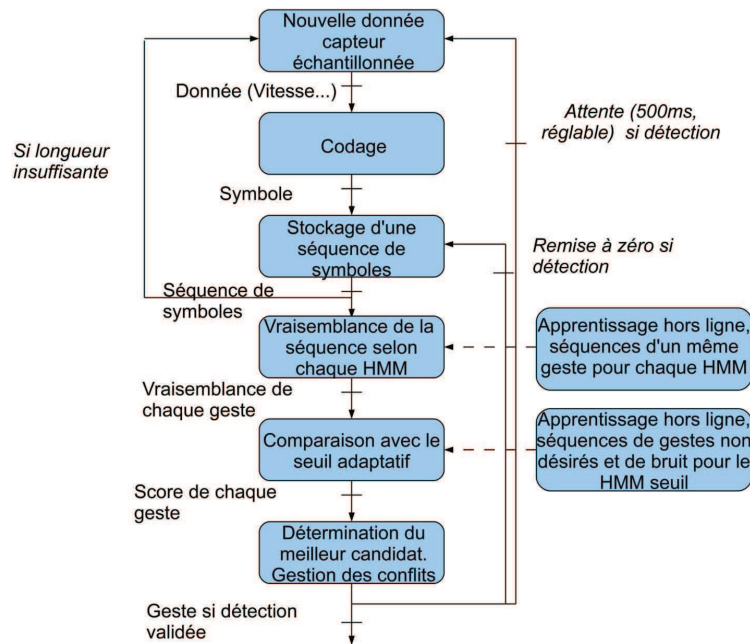 Nouvelle donnée
capteur
échantillonnée
Donnée (Vitesse...)
Attente (500ms,
réglable) si détection
Si longueur
insuffisante
Codage
Symbole
Stockage d'une
séquence de
symboles
Remise à zéro si
détection
Séquence de
symboles
Vraisemblance de la
séquence selon
chaque HMM
Apprentissage hors ligne,
séquences d'un même
geste pour chaque HMM
Vraisemblance de
chaque geste
Comparaison avec le
seuil adaptatif
Apprentissage hors ligne,
séquences de gestes non
désirés et de bruit pour le
HMM seuil
Score de chaque
geste
Détermination du
meilleur candidat.
Gestion des conflits
Geste si détection
validée